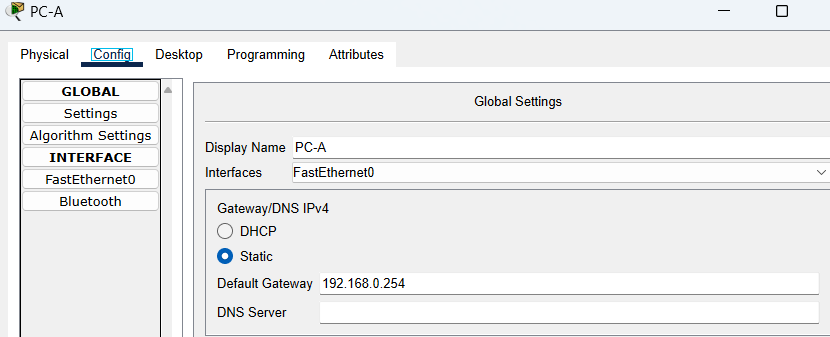 PC-A
Physical Config Desktop Programming Attributes
GLOBAL
Settings
Algorithm Settings
INTERFACE
FastEthernet0
Bluetooth
Global Settings
Display Name PC-A
Interfaces FastEthernet0
Gateway/DNS IPv4
DHCP
Static
Default Gateway 192.168.0.254
DNS Server